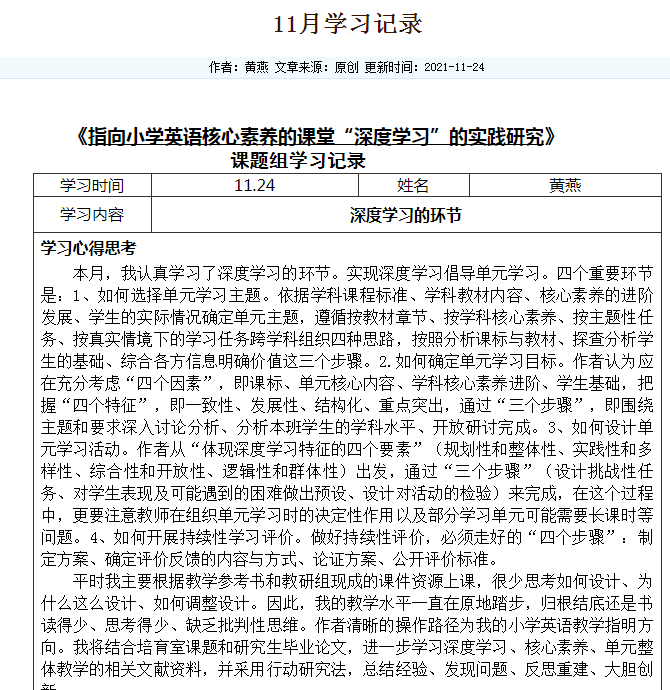 11月学习记录
作者：黄燕 文章来源：原创 更新时间：2021-11-24
《指向小学英语核心素养的课堂“深度学习”的实践研究》
课题组学习记录
学习时间 11.24 姓名 黄燕
学习内容 深度学习的环节
学习心得思考
本月，我认真学习了深度学习的环节。实现深度学习倡导单元学习。四个重要环节
是：1、如何选择单元学习主题。依据学科课程标准、学科教材内容、核心素养的进阶
发展、学生的实际情况确定单元主题，遵循按教材章节、按学科核心素养、按主题性任
务、按真实情境下的学习任务跨学科组织四种思路，按照分析课标与教材、探查分析学
生的基础、综合各方信息明确价值这三个步骤。2.如何确定单元学习目标。作者认为应
在充分考虑“四个因素”，即课标、单元核心内容、学科核心素养进阶、学生基础，把
握“四个特征”，即一致性、发展性、结构化、重点突出，通过“三个步骤”，即围绕
主题和要求深入讨论分析、分析本班学生的学科水平、开放研讨完成。3、如何设计单
元学习活动。作者从“体现深度学习特征的四个要素”（规划性和整体性、实践性和多
样性、综合性和开放性、逻辑性和群体性）出发，通过“三个步骤”（设计挑战性任
务、对学生表现及可能遇到的困难做出预设、设计对活动的检验）来完成，在这个过程
中，更要注意教师在组织单元学习时的决定性作用以及部分学习单元可能需要长课时等
问题。4、如何开展持续性学习评价。做好持续性评价，必须走好的“四个步骤”：制
定方案、确定评价反馈的内容与方式、论证方案、公开评价标准。
平时我主要根据教学参考书和教研组现成的课件资源上课，很少思考如何设计、为
什么这么设计、如何调整设计。因此，我的教学水平一直在原地踏步，归根结底还是书
读得少、思考得少、缺乏批判性思维。作者清晰的操作路径为我的小学英语教学指明方
向。我将结合培育室课题和研究生毕业论文，进一步学习深度学习、核心素养、单元整
体教学的相关文献资料，并采用行动研究法，总结经验、发现问题、反思重建、大胆创
新